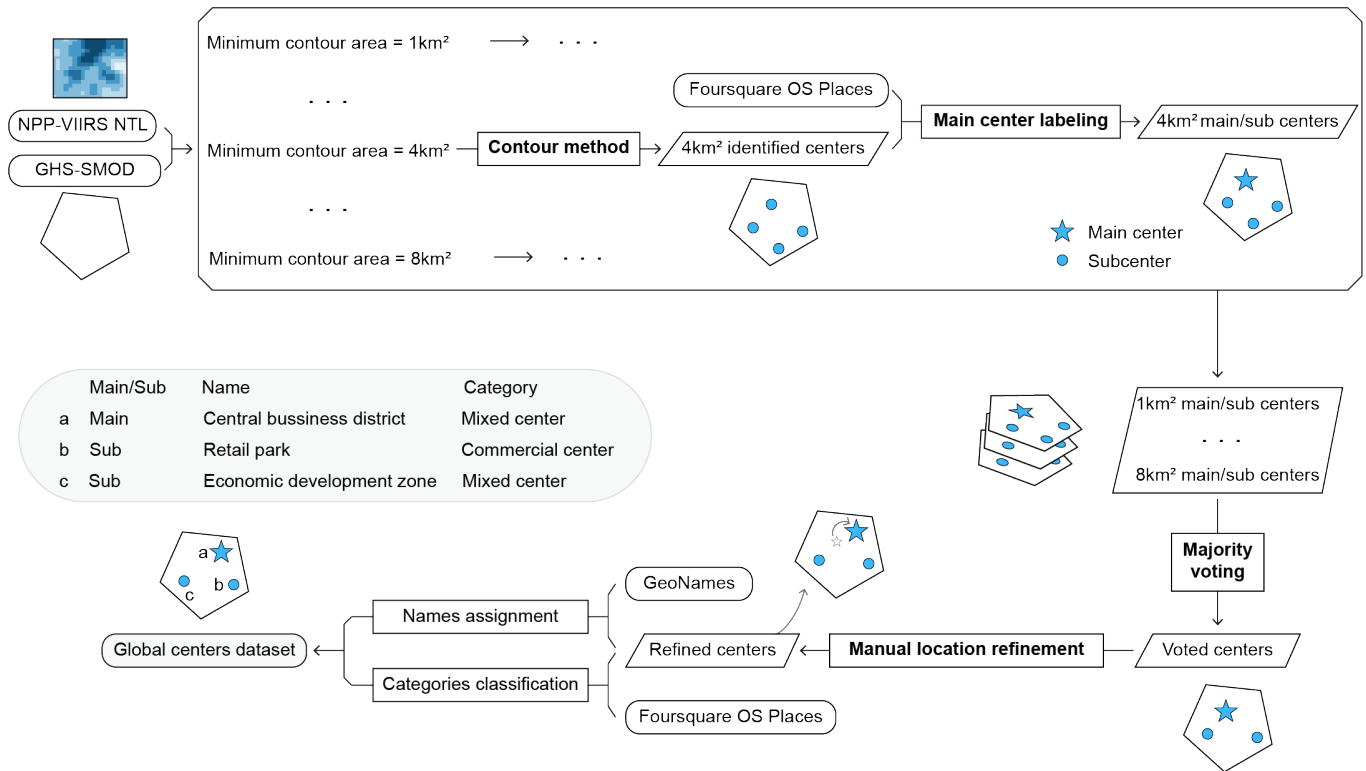 Minimum contour area = 1km² . . .
. . .
Foursquare OS Places
NPP-VIIRS NTL
Main center labeling
4km² main/sub centers
Minimum contour area = 4km²
Contour method
4km² identified centers
GHS-SMOD
. . .
Main center
Subcenter
Minimum contour area = 8km² . . .
Main/Sub Name Category
a Main Central bussiness district Mixed center
b Sub Retail park Commercial center
c Sub Economic development zone Mixed center
1km² main/sub centers
. . .
8km² main/sub centers
Majority
voting
a
b
c
GeoNames
Names assignment
Global centers dataset
Refined centers
Manual location refinement
Voted centers
Categories classification
Foursquare OS Places